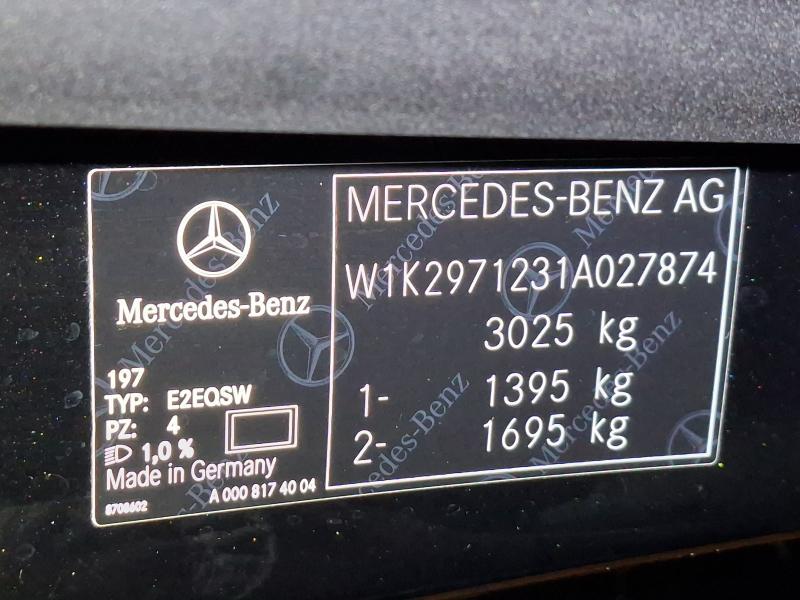 Mercedes-Benz
197
TYP: E2EQSW
PZ: 4
1,0 %
Made in Germany
8708602
A 000 817 40 04
MERCEDES-BENZ AG
W1K2971231A027874
3025 kg
1- 1395 kg
2- 1695 kg